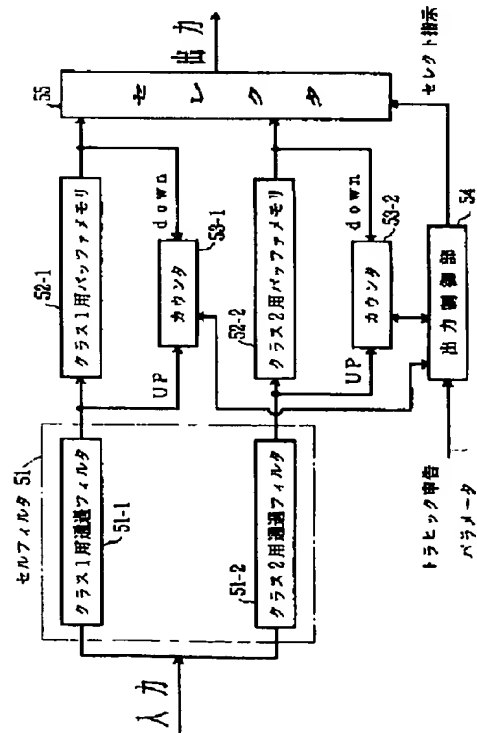 入力
セルフィルタ 51
クラス1用通過フィルタ
51-1
クラス2用通過フィルタ
51-2
UP
UP
52-1
クラス1用バッファメモリ
down
カウンタ
53-1
52-2
クラス2用バッファメモリ
down
カウンタ
53-2
55
セレクタ
出力
セレクト指示
54
出力制御部
トラヒック申告
パラメータ